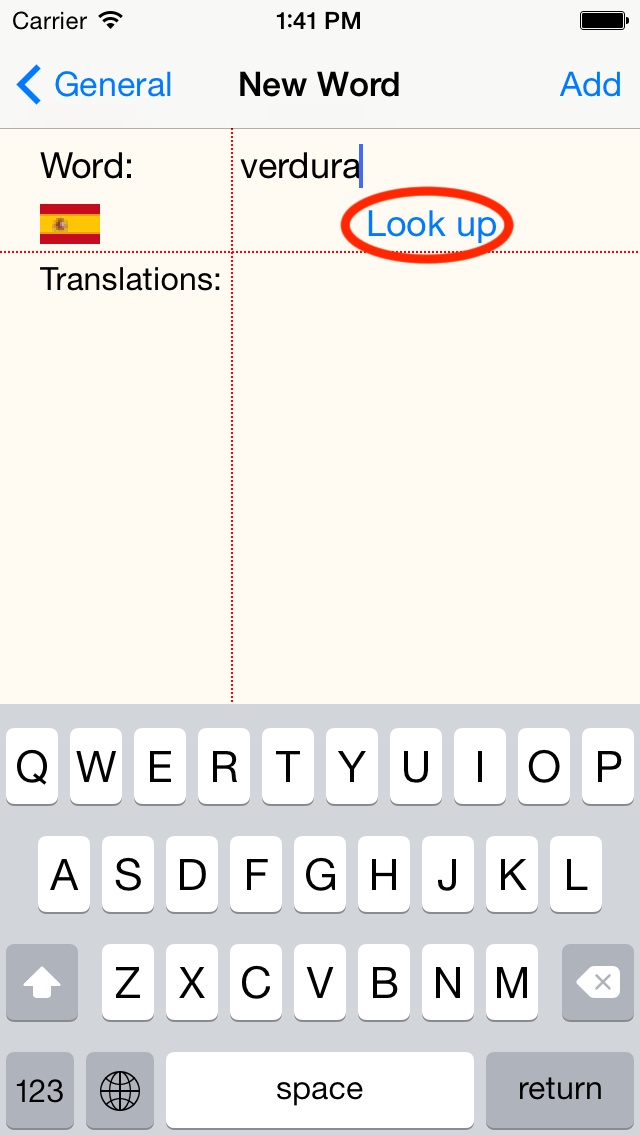 Carrier 1:41 PM
General New Word Add
Word: verdura
Look up
Translations:
Q W E R T Y U I O P
A S D F G H J K L
Z X C V B N M
123 space return